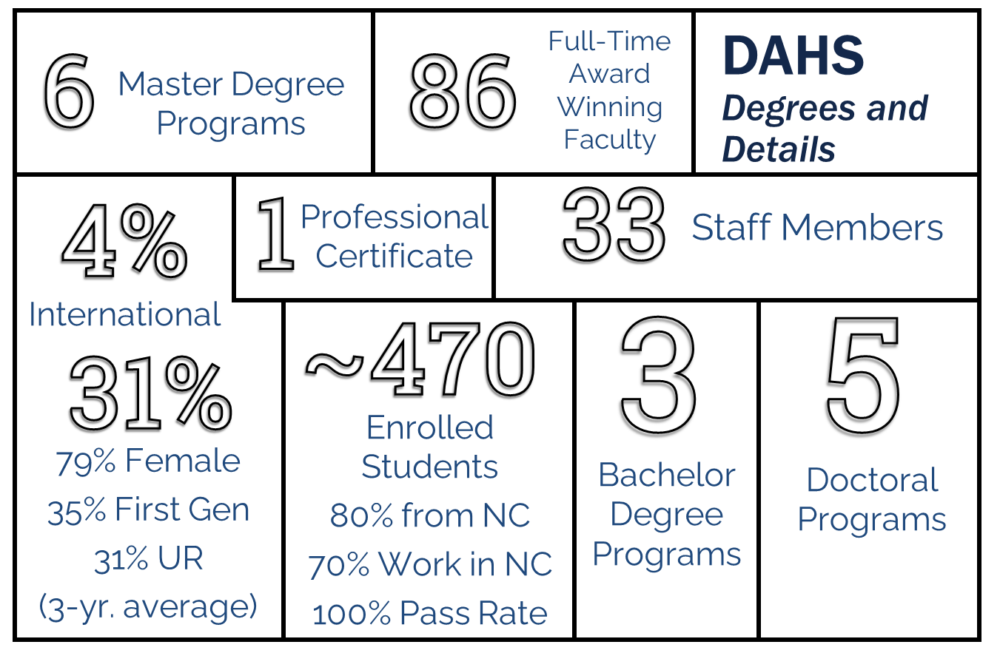 6
Master Degree
Programs
86
Full-Time
Award
Winning
Faculty
DAHS
Degrees and
Details
4%
International
31%
79% Female
35% First Gen
31% UR
(3-yr. average)
1
Professional
Certificate
33
Staff Members
~470
Enrolled
Students
80% from NC
70% Work in NC
100% Pass Rate
3
Bachelor
Degree
Programs
5
Doctoral
Programs